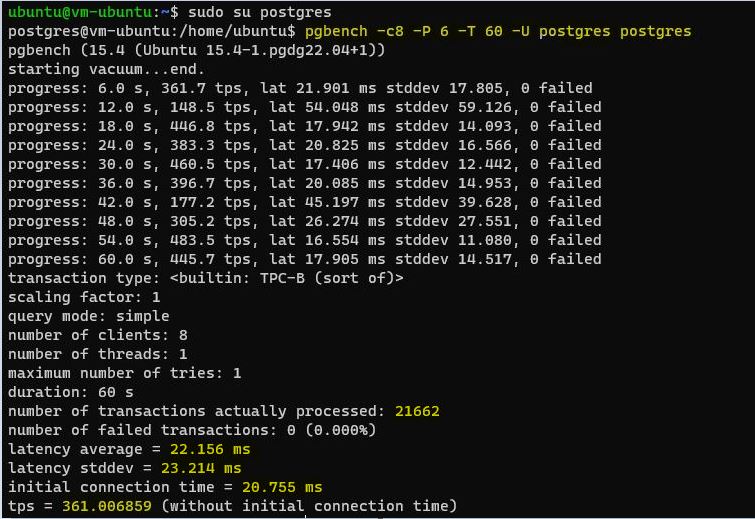 ubuntu@vm-ubuntu:~$ sudo su postgres
postgres@vm-ubuntu:/home/ubuntu$ pgbench -c8 -P 6 -T 60 -U postgres postgres
pgbench (15.4 (Ubuntu 15.4-1.pgdg22.04+1))
starting vacuum...end.
progress: 6.0 s, 361.7 tps, lat 21.901 ms stddev 17.805, 0 failed
progress: 12.0 s, 148.5 tps, lat 54.048 ms stddev 59.126, 0 failed
progress: 18.0 s, 446.8 tps, lat 17.942 ms stddev 14.093, 0 failed
progress: 24.0 s, 383.3 tps, lat 20.825 ms stddev 16.566, 0 failed
progress: 30.0 s, 460.5 tps, lat 17.406 ms stddev 12.442, 0 failed
progress: 36.0 s, 396.7 tps, lat 20.085 ms stddev 14.953, 0 failed
progress: 42.0 s, 177.2 tps, lat 45.197 ms stddev 39.628, 0 failed
progress: 48.0 s, 305.2 tps, lat 26.274 ms stddev 27.551, 0 failed
progress: 54.0 s, 483.5 tps, lat 16.554 ms stddev 11.080, 0 failed
progress: 60.0 s, 445.7 tps, lat 17.905 ms stddev 14.517, 0 failed
transaction type: <builtin: TPC-B (sort of)>
scaling factor: 1
query mode: simple
number of clients: 8
number of threads: 1
maximum number of tries: 1
duration: 60 s
number of transactions actually processed: 21662
number of failed transactions: 0 (0.000%)
latency average = 22.156 ms
latency stddev = 23.214 ms
initial connection time = 20.755 ms
tps = 361.006859 (without initial connection time)